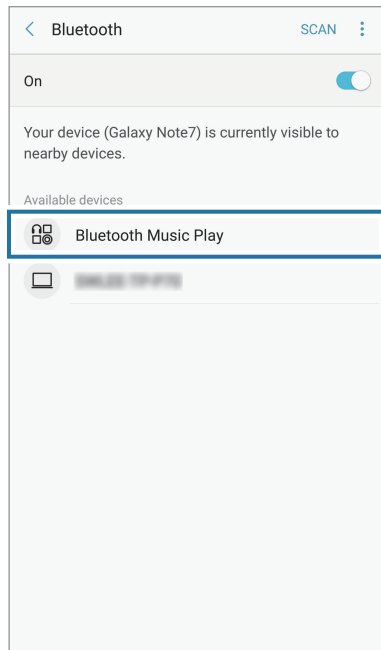 Bluetooth SCAN
On
Your device (Galaxy Note7) is currently visible to
nearby devices.
Available devices
Bluetooth Music Play